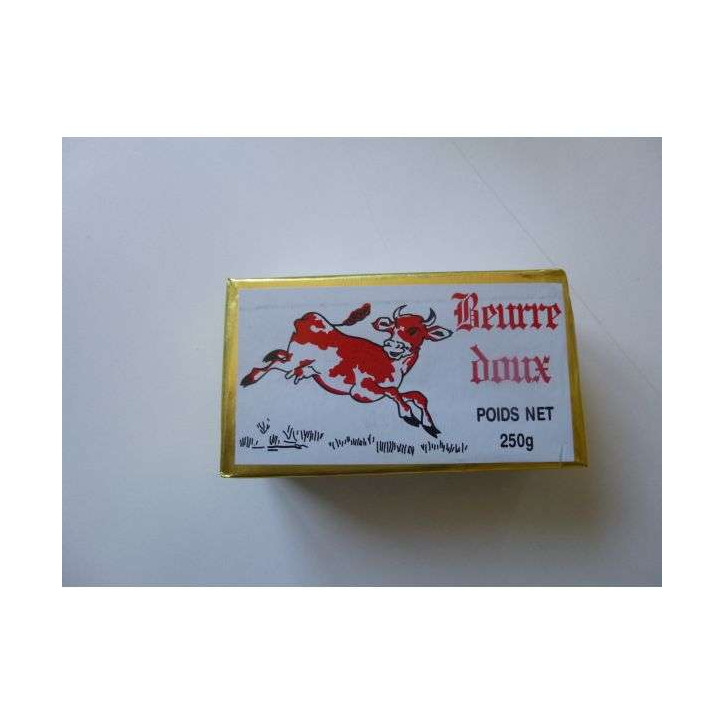 Beurre
doux
POIDS NET
250g